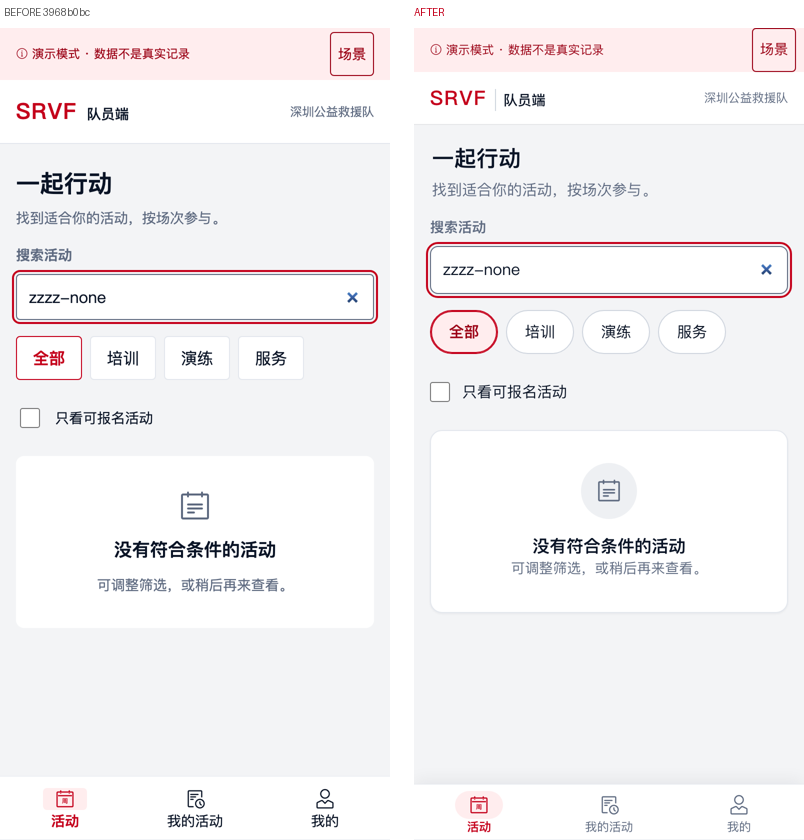 BEFORE 3968b0bc
ⓘ 演示模式 · 数据不是真实记录
场景
SRVF 队员端
深圳公益救援队
一起行动
找到适合你的活动，按场次参与。
搜索活动
zzzz-none ×
全部 培训 演练 服务
只看可报名活动
没有符合条件的活动
可调整筛选，或稍后再来查看。
周
活动 我的活动 我的
AFTER
ⓘ 演示模式 · 数据不是真实记录
场景
SRVF 队员端
深圳公益救援队
一起行动
找到适合你的活动，按场次参与。
搜索活动
zzzz-none ×
全部 培训 演练 服务
只看可报名活动
没有符合条件的活动
可调整筛选，或稍后再来查看。
周
活动 我的活动 我的